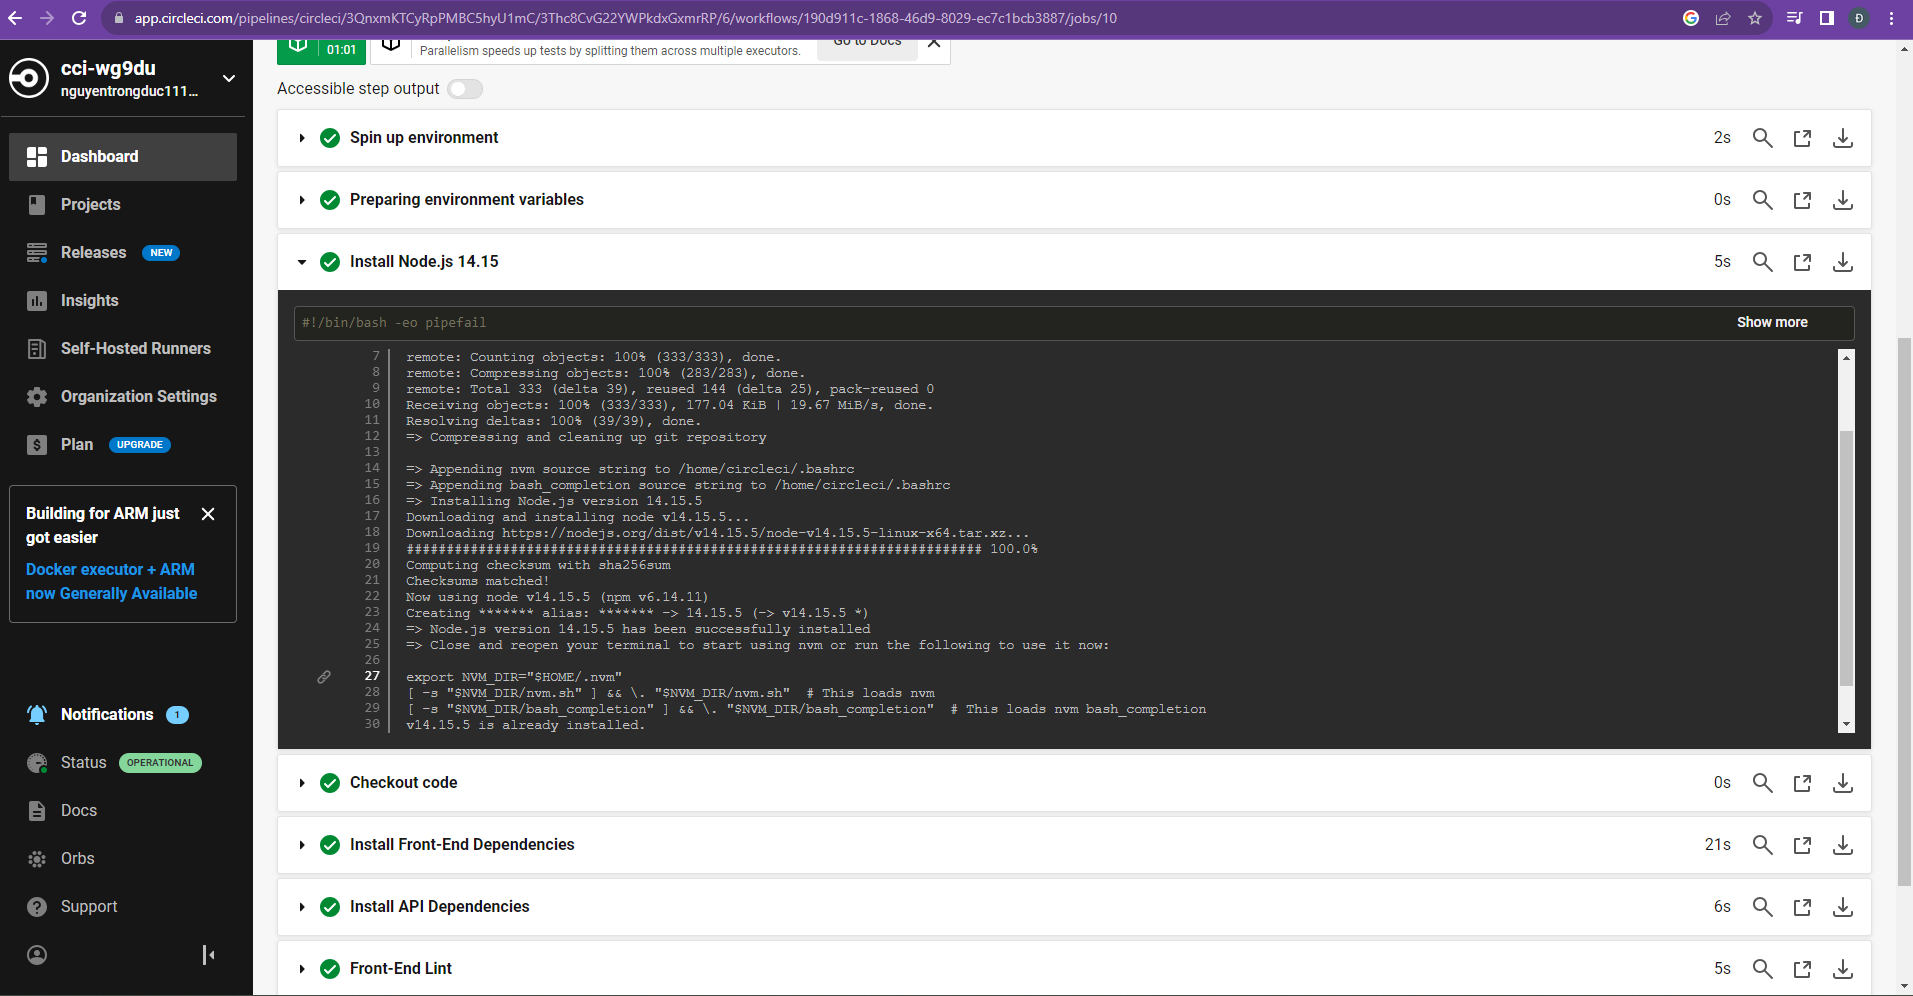 app.circleci.com/pipelines/circleci/3QnxmKTCyRpPMBC5hyU1mC/3Thc8CvG22YWPkdxGxmrRP/6/workflows/190d911c-1868-46d9-8029-ec7c1bcb3887/jobs/10
Đ
cci-wg9du
nguyentrongduc111...
Dashboard
Projects
Releases NEW
Insights
Self-Hosted Runners
Organization Settings
Plan UPGRADE
Building for ARM just
got easier
Docker executor + ARM
now Generally Available
Notifications 1
Status OPERATIONAL
Docs
Orbs
Support
01:01
Parallelism speeds up tests by splitting them across multiple executors.
Go to Docs
Accessible step output
Spin up environment 2s
Preparing environment variables 0s
Install Node.js 14.15 5s
#!/bin/bash -eo pipefail Show more
7 remote: Counting objects: 100% (333/333), done.
8 remote: Compressing objects: 100% (283/283), done.
9 remote: Total 333 (delta 39), reused 144 (delta 25), pack-reused 0
10 Receiving objects: 100% (333/333), 177.04 KiB | 19.67 MiB/s, done.
11 Resolving deltas: 100% (39/39), done.
12 => Compressing and cleaning up git repository
13
14 => Appending nvm source string to /home/circleci/.bashrc
15 => Appending bash_completion source string to /home/circleci/.bashrc
16 => Installing Node.js version 14.15.5
17 Downloading and installing node v14.15.5...
18 Downloading https://nodejs.org/dist/v14.15.5/node-v14.15.5-linux-x64.tar.xz...
19 ######################################################################## 100.0%
20 Computing checksum with sha256sum
21 Checksums matched!
22 Now using node v14.15.5 (npm v6.14.11)
23 Creating ******* alias: ******* -> 14.15.5 (-> v14.15.5 *)
24 => Node.js version 14.15.5 has been successfully installed
25 => Close and reopen your terminal to start using nvm or run the following to use it now:
26
27 export NVM_DIR="$HOME/.nvm"
28 [ -s "$NVM_DIR/nvm.sh" ] && \. "$NVM_DIR/nvm.sh"  # This loads nvm
29 [ -s "$NVM_DIR/bash_completion" ] && \. "$NVM_DIR/bash_completion"  # This loads nvm bash_completion
30 v14.15.5 is already installed.
Checkout code 0s
Install Front-End Dependencies 21s
Install API Dependencies 6s
Front-End Lint 5s